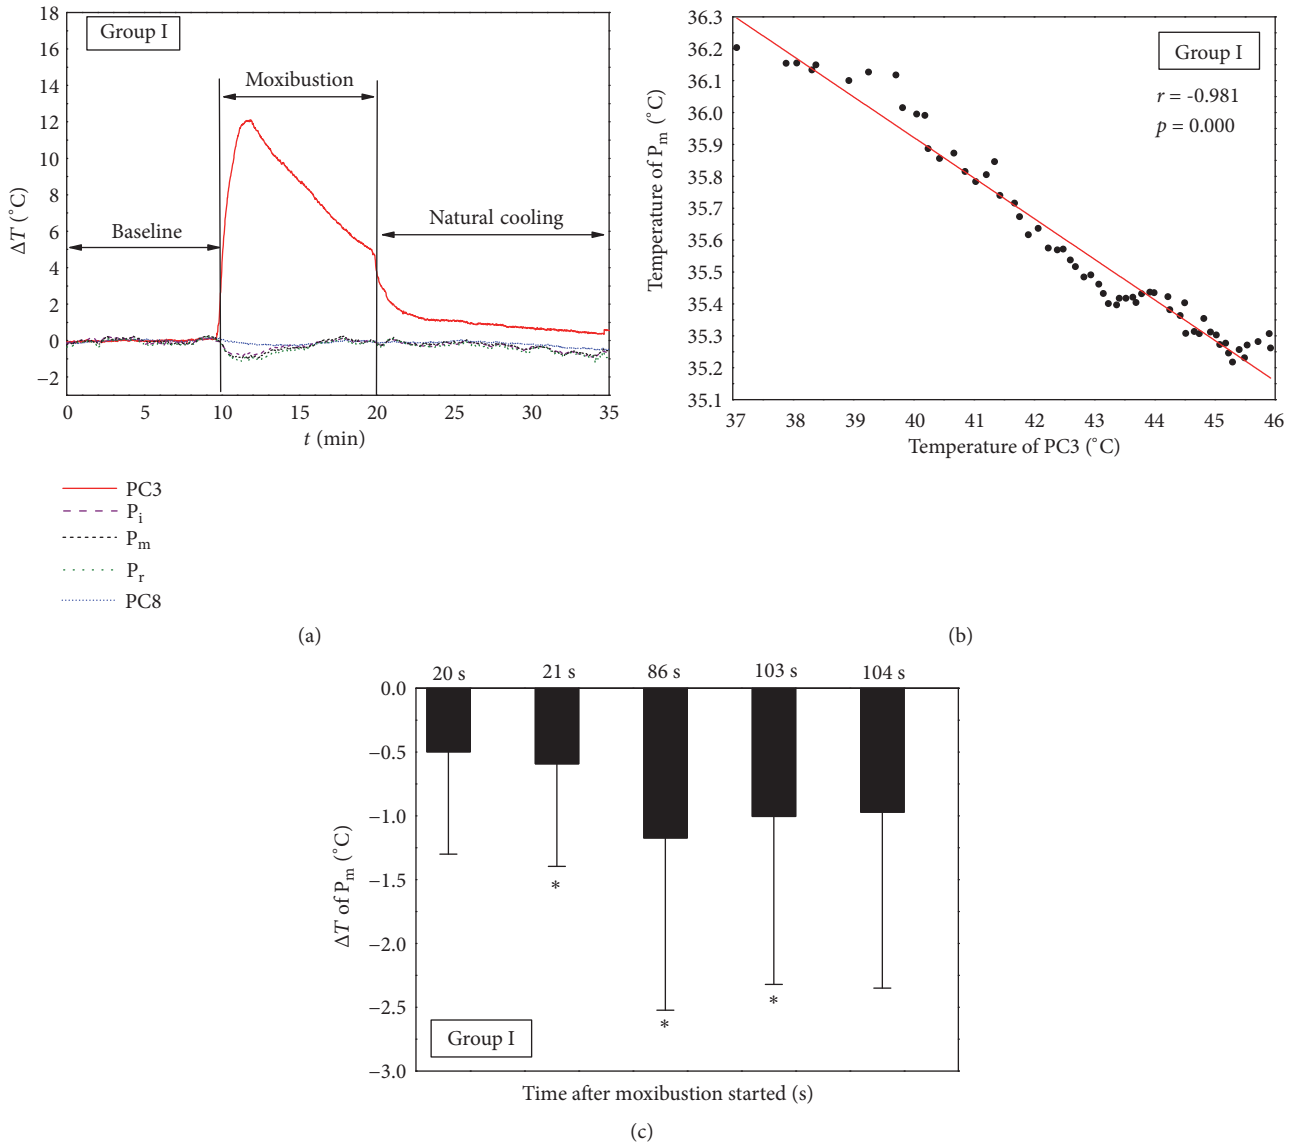 Group I
Moxibustion
Baseline
Natural cooling
ΔT (°C)
18
16
14
12
10
8
6
4
2
0
−2
0 5 10 15 20 25 30 35
t (min)
PC3
Pi
Pm
Pr
PC8
(a)
Group I
r = -0.981
p = 0.000
Temperature of Pm (°C)
36.3
36.2
36.1
36.0
35.9
35.8
35.7
35.6
35.5
35.4
35.3
35.2
35.1
37 38 39 40 41 42 43 44 45 46
Temperature of PC3 (°C)
(b)
20 s 21 s 86 s 103 s 104 s
ΔT of Pm (°C)
0.0
−0.5
−1.0
−1.5
−2.0
−2.5
−3.0
*
*
*
Group I
Time after moxibustion started (s)
(c)